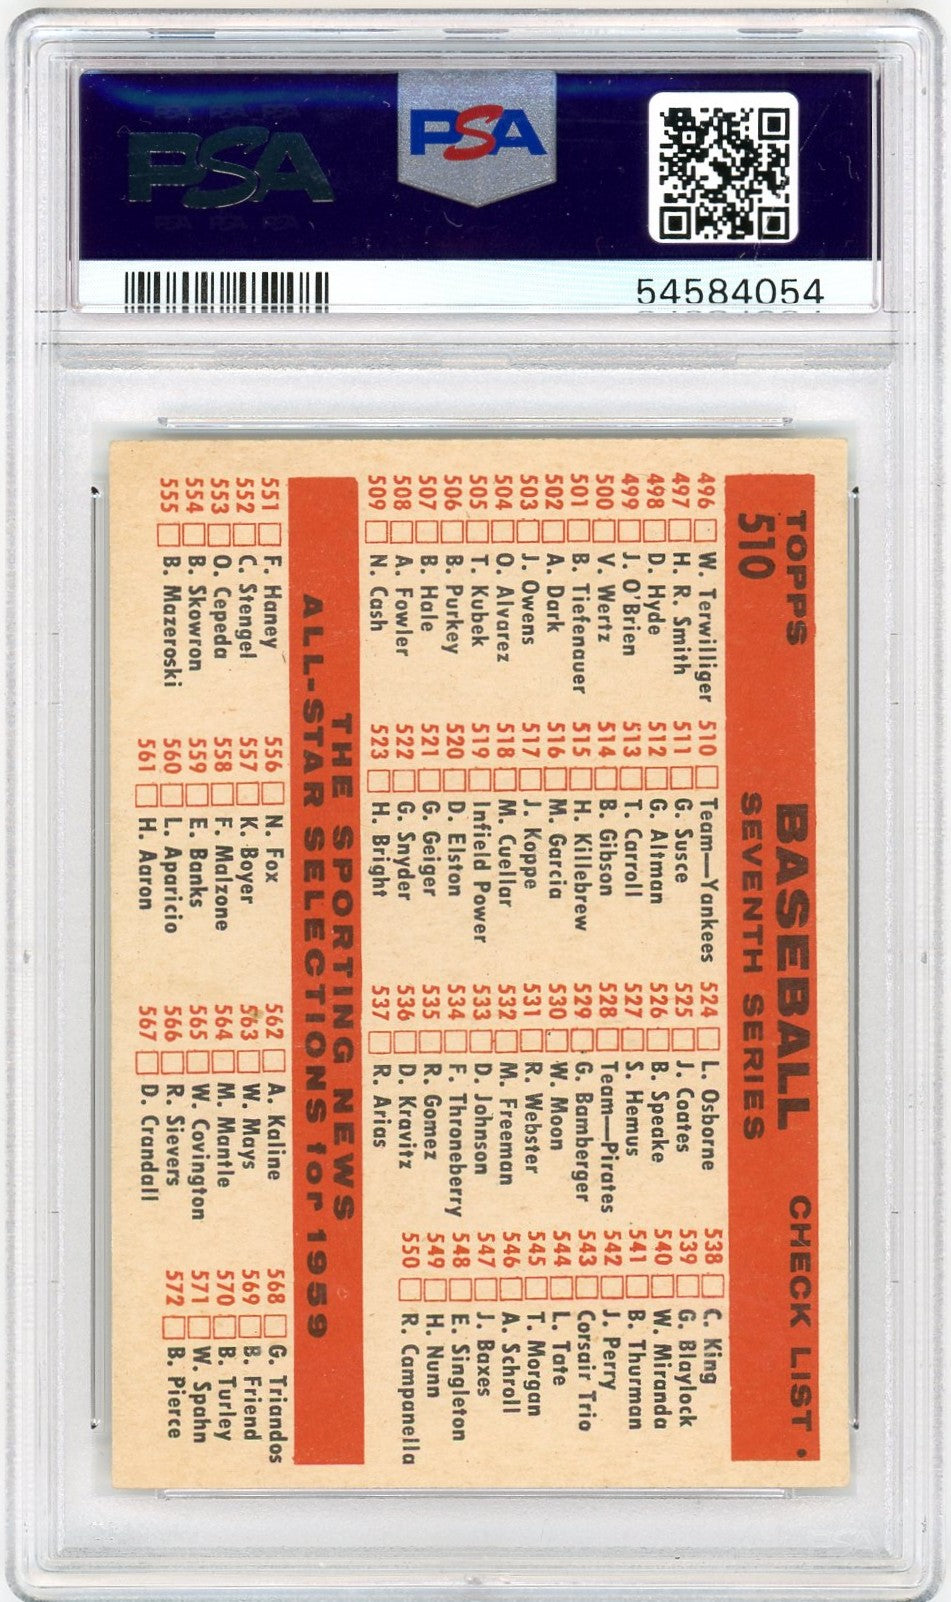 PSA
PSA
PSA PSA PSA
54584054
TOPPS BASEBALL CHECK LIST •
510 SEVENTH SERIES
496 W. Terwilliger
497 H. R. Smith
498 D. Hyde
499 J. O'Brien
500 V. Wertz
501 B. Tiefenauer
502 A. Dark
503 J. Owens
504 O. Alvarez
505 T. Kubek
506 B. Purkey
507 B. Hale
508 A. Fowler
509 N. Cash
510 Team—Yankees
511 G. Susce
512 G. Altman
513 T. Carroll
514 B. Gibson
515 H. Killebrew
516 M. Garcia
517 J. Koppe
518 M. Cuellar
519 Infield Power
520 D. Elston
521 G. Geiger
522 G. Snyder
523 H. Bright
524 L. Osborne
525 J. Coates
526 B. Speake
527 S. Hemus
528 Team—Pirates
529 G. Bamberger
530 W. Moon
531 R. Webster
532 M. Freeman
533 D. Johnson
534 F. Throneberry
535 R. Gomez
536 D. Kravitz
537 R. Arias
538 C. King
539 G. Blaylock
540 W. Miranda
541 B. Thurman
542 J. Perry
543 Corsair Trio
544 L. Tate
545 T. Morgan
546 A. Schroll
547 J. Baxes
548 E. Singleton
549 H. Nunn
550 R. Campanella
THE SPORTING NEWS
ALL-STAR SELECTIONS for 1959
551 F. Haney
552 C. Stengel
553 O. Cepeda
554 B. Skowron
555 B. Mazeroski
556 N. Fox
557 K. Boyer
558 F. Malzone
559 E. Banks
560 L. Aparicio
561 H. Aaron
562 A. Kaline
563 W. Mays
564 M. Mantle
565 W. Covington
566 R. Sievers
567 D. Crandall
568 G. Triandos
569 B. Friend
570 B. Turley
571 W. Spahn
572 B. Pierce